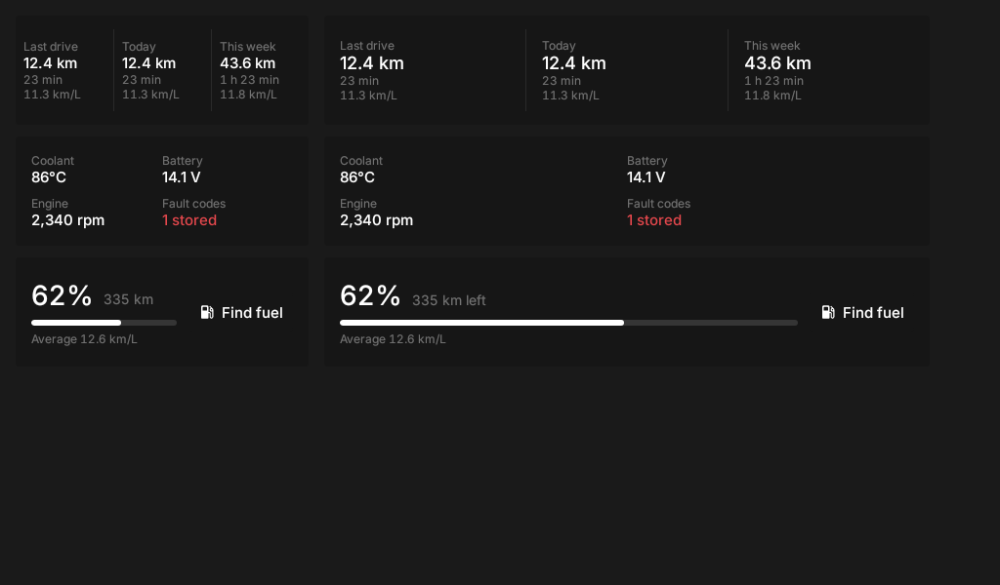 Last drive
12.4 km
23 min
11.3 km/L
Today
12.4 km
23 min
11.3 km/L
This week
43.6 km
1 h 23 min
11.8 km/L
Last drive
12.4 km
23 min
11.3 km/L
Today
12.4 km
23 min
11.3 km/L
This week
43.6 km
1 h 23 min
11.8 km/L
Coolant
86°C
Battery
14.1 V
Engine
2,340 rpm
Fault codes
1 stored
Coolant
86°C
Battery
14.1 V
Engine
2,340 rpm
Fault codes
1 stored
62% 335 km
Find fuel
Average 12.6 km/L
62% 335 km left
Find fuel
Average 12.6 km/L